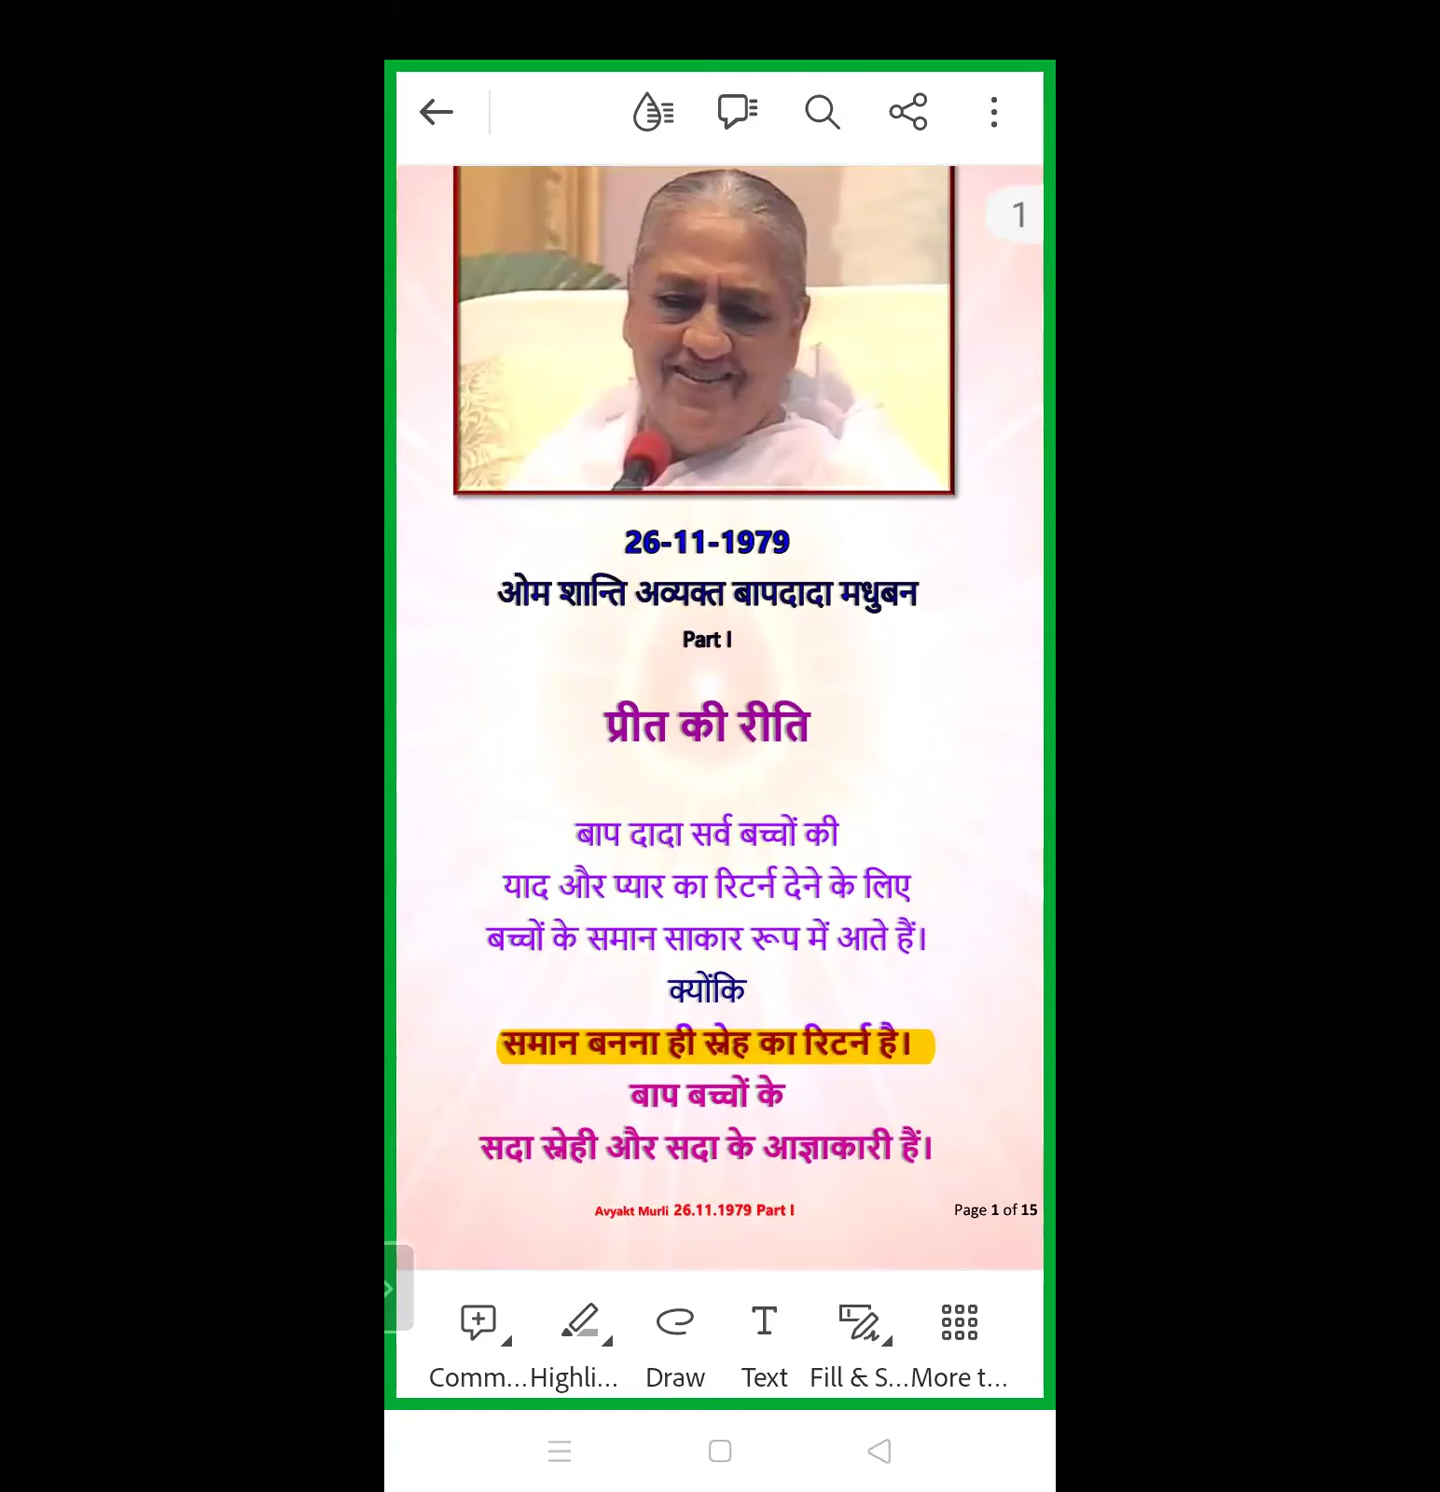 1
26-11-1979
ओम शान्ति अव्यक्त बापदादा मधुबन
Part I
प्रीत की रीति
बाप दादा सर्व बच्चों की
याद और प्यार का रिटर्न देने के लिए
बच्चों के समान साकार रूप में आते हैं।
क्योंकि
समान बनना ही स्नेह का रिटर्न है।
बाप बच्चों के
सदा स्नेही और सदा के आज्ञाकारी हैं।
Avyakt Murli 26.11.1979 Part I Page 1 of 15
Comm... Highli... Draw Text Fill & S... More t...